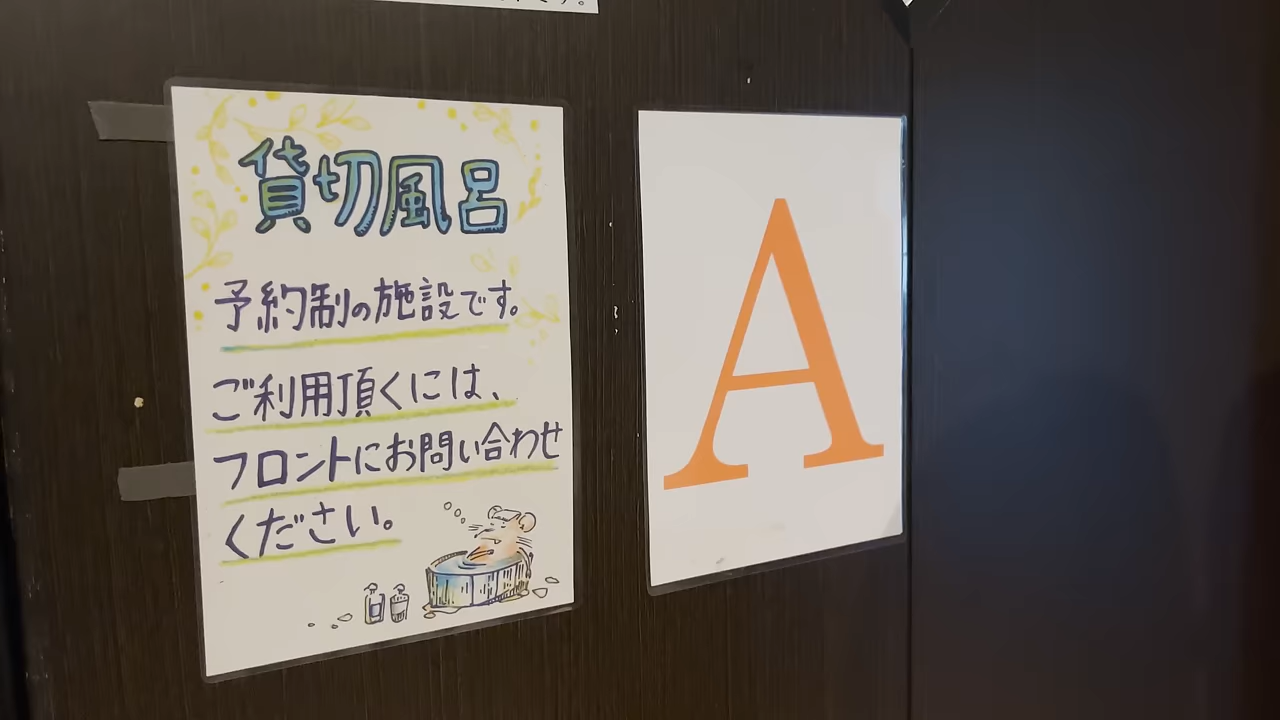 貸切風呂
予約制の施設です。
ご利用頂くには、
フロントにお問い合わせ
ください。
A